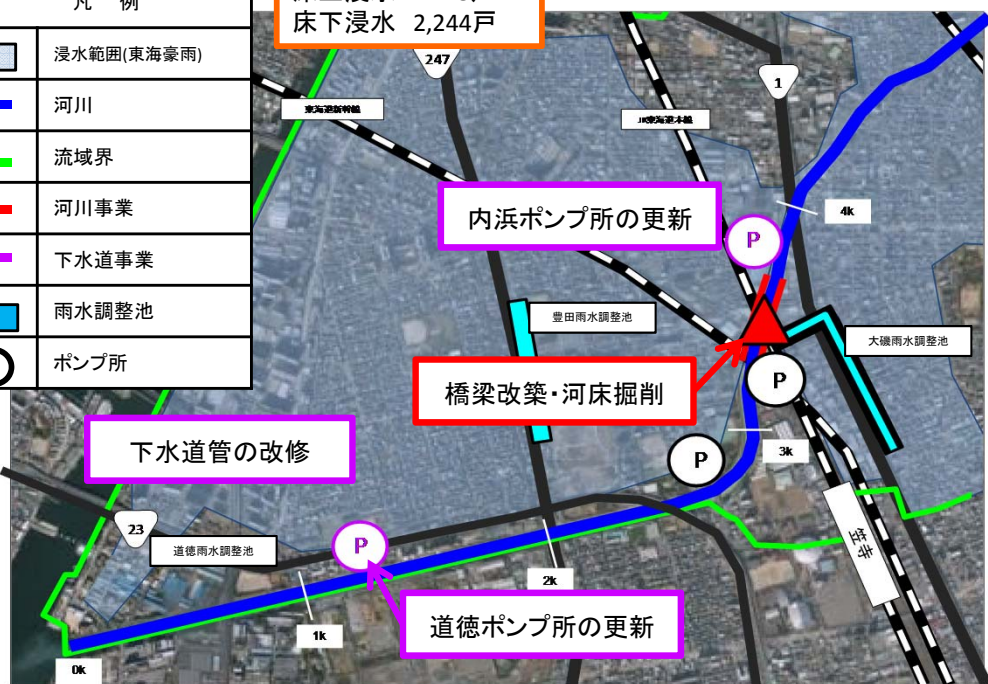 凡 例
浸水範囲(東海豪雨)
河川
流域界
河川事業
下水道事業
雨水調整池
ポンプ所
床下浸水 2,244戸
247
1
東海道新幹線
JR東海道本線
内浜ポンプ所の更新
P
4k
豊田雨水調整池
大磯雨水調整池
橋梁改築・河床掘削
P
3k
P
下水道管の改修
23
道徳雨水調整池
P
笠寺
2k
1k
道徳ポンプ所の更新
0k